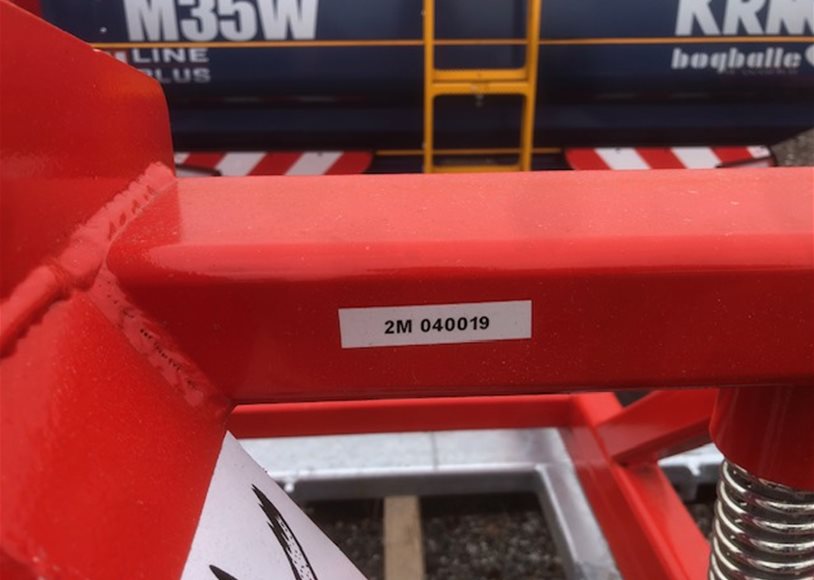 M35W
LINE
PLUS
KRM
bogballe
2M 040019